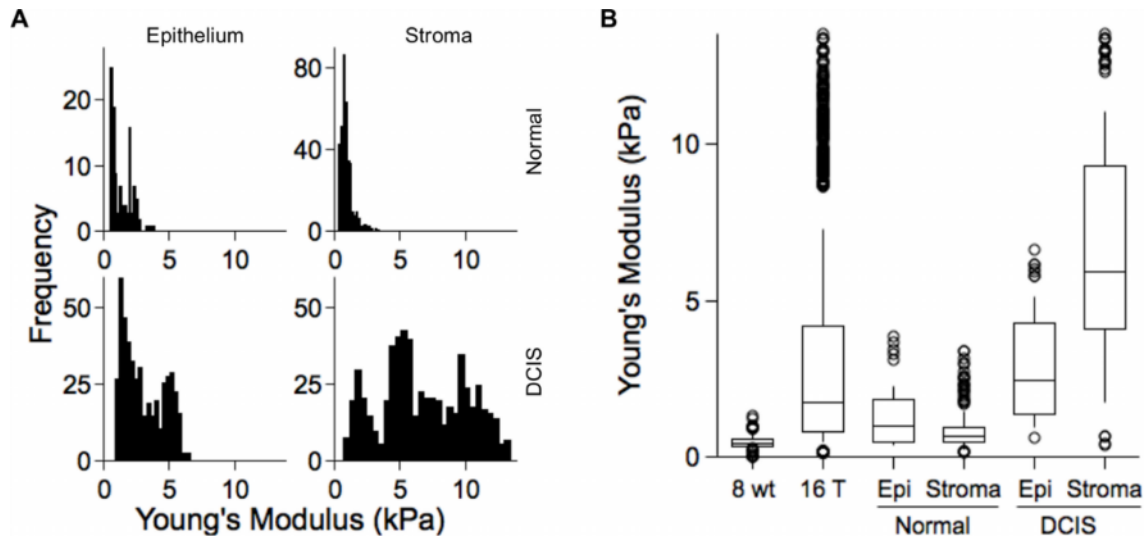 A
B
Epithelium
Stroma
20
10
0
0
5
10
80
40
0
0
5
10
Normal
50
25
0
0
5
10
50
25
0
0
5
10
DCIS
Frequency
Young's Modulus (kPa)
Young's Modulus (kPa)
10
5
0
8 wt
16 T
Epi
Stroma
Epi
Stroma
Normal
DCIS